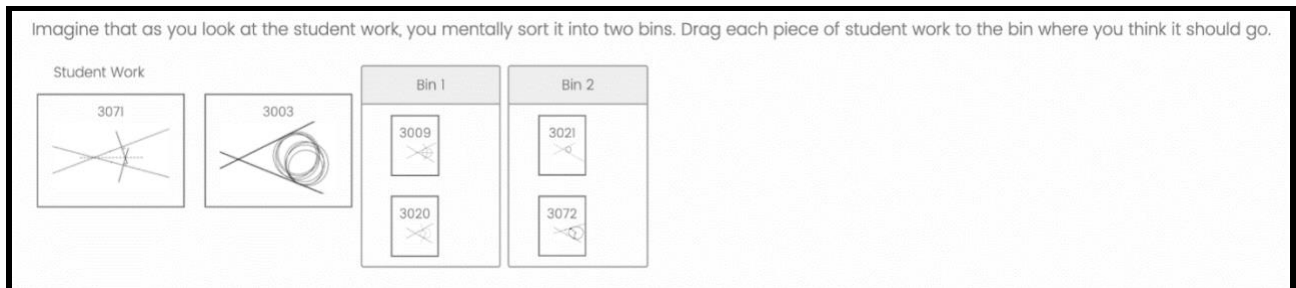 Imagine that as you look at the student work, you mentally sort it into two bins. Drag each piece of student work to the bin where you think it should go.
Student Work
3071
3003
Bin 1
Bin 2
3009
3021
3020
3072